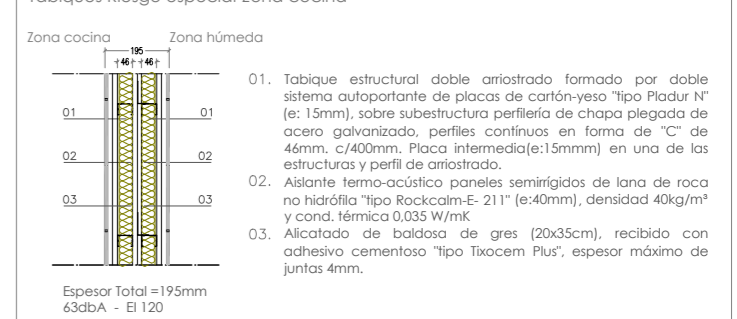 Tabiques Riesgo especial zona cocina
Zona cocina
Zona húmeda
195
46
46
01
01
02
02
03
03
Espesor Total =195mm
63dbA - EI 120
01. Tabique estructural doble arriostrado formado por doble
sistema autoportante de placas de cartón-yeso "tipo Pladur N"
(e: 15mm), sobre subestructura perfilería de chapa plegada de
acero galvanizado, perfiles contínuos en forma de "C" de
46mm. c/400mm. Placa intermedia(e:15mmm) en una de las
estructuras y perfil de arriostrado.
02. Aislante termo-acústico paneles semirrígidos de lana de roca
no hidrófila "tipo Rockcalm-E- 211" (e:40mm), densidad 40kg/m³
y cond. térmica 0,035 W/mK
03. Alicatado de baldosa de gres (20x35cm), recibido con
adhesivo cementoso "tipo Tixocem Plus", espesor máximo de
juntas 4mm.